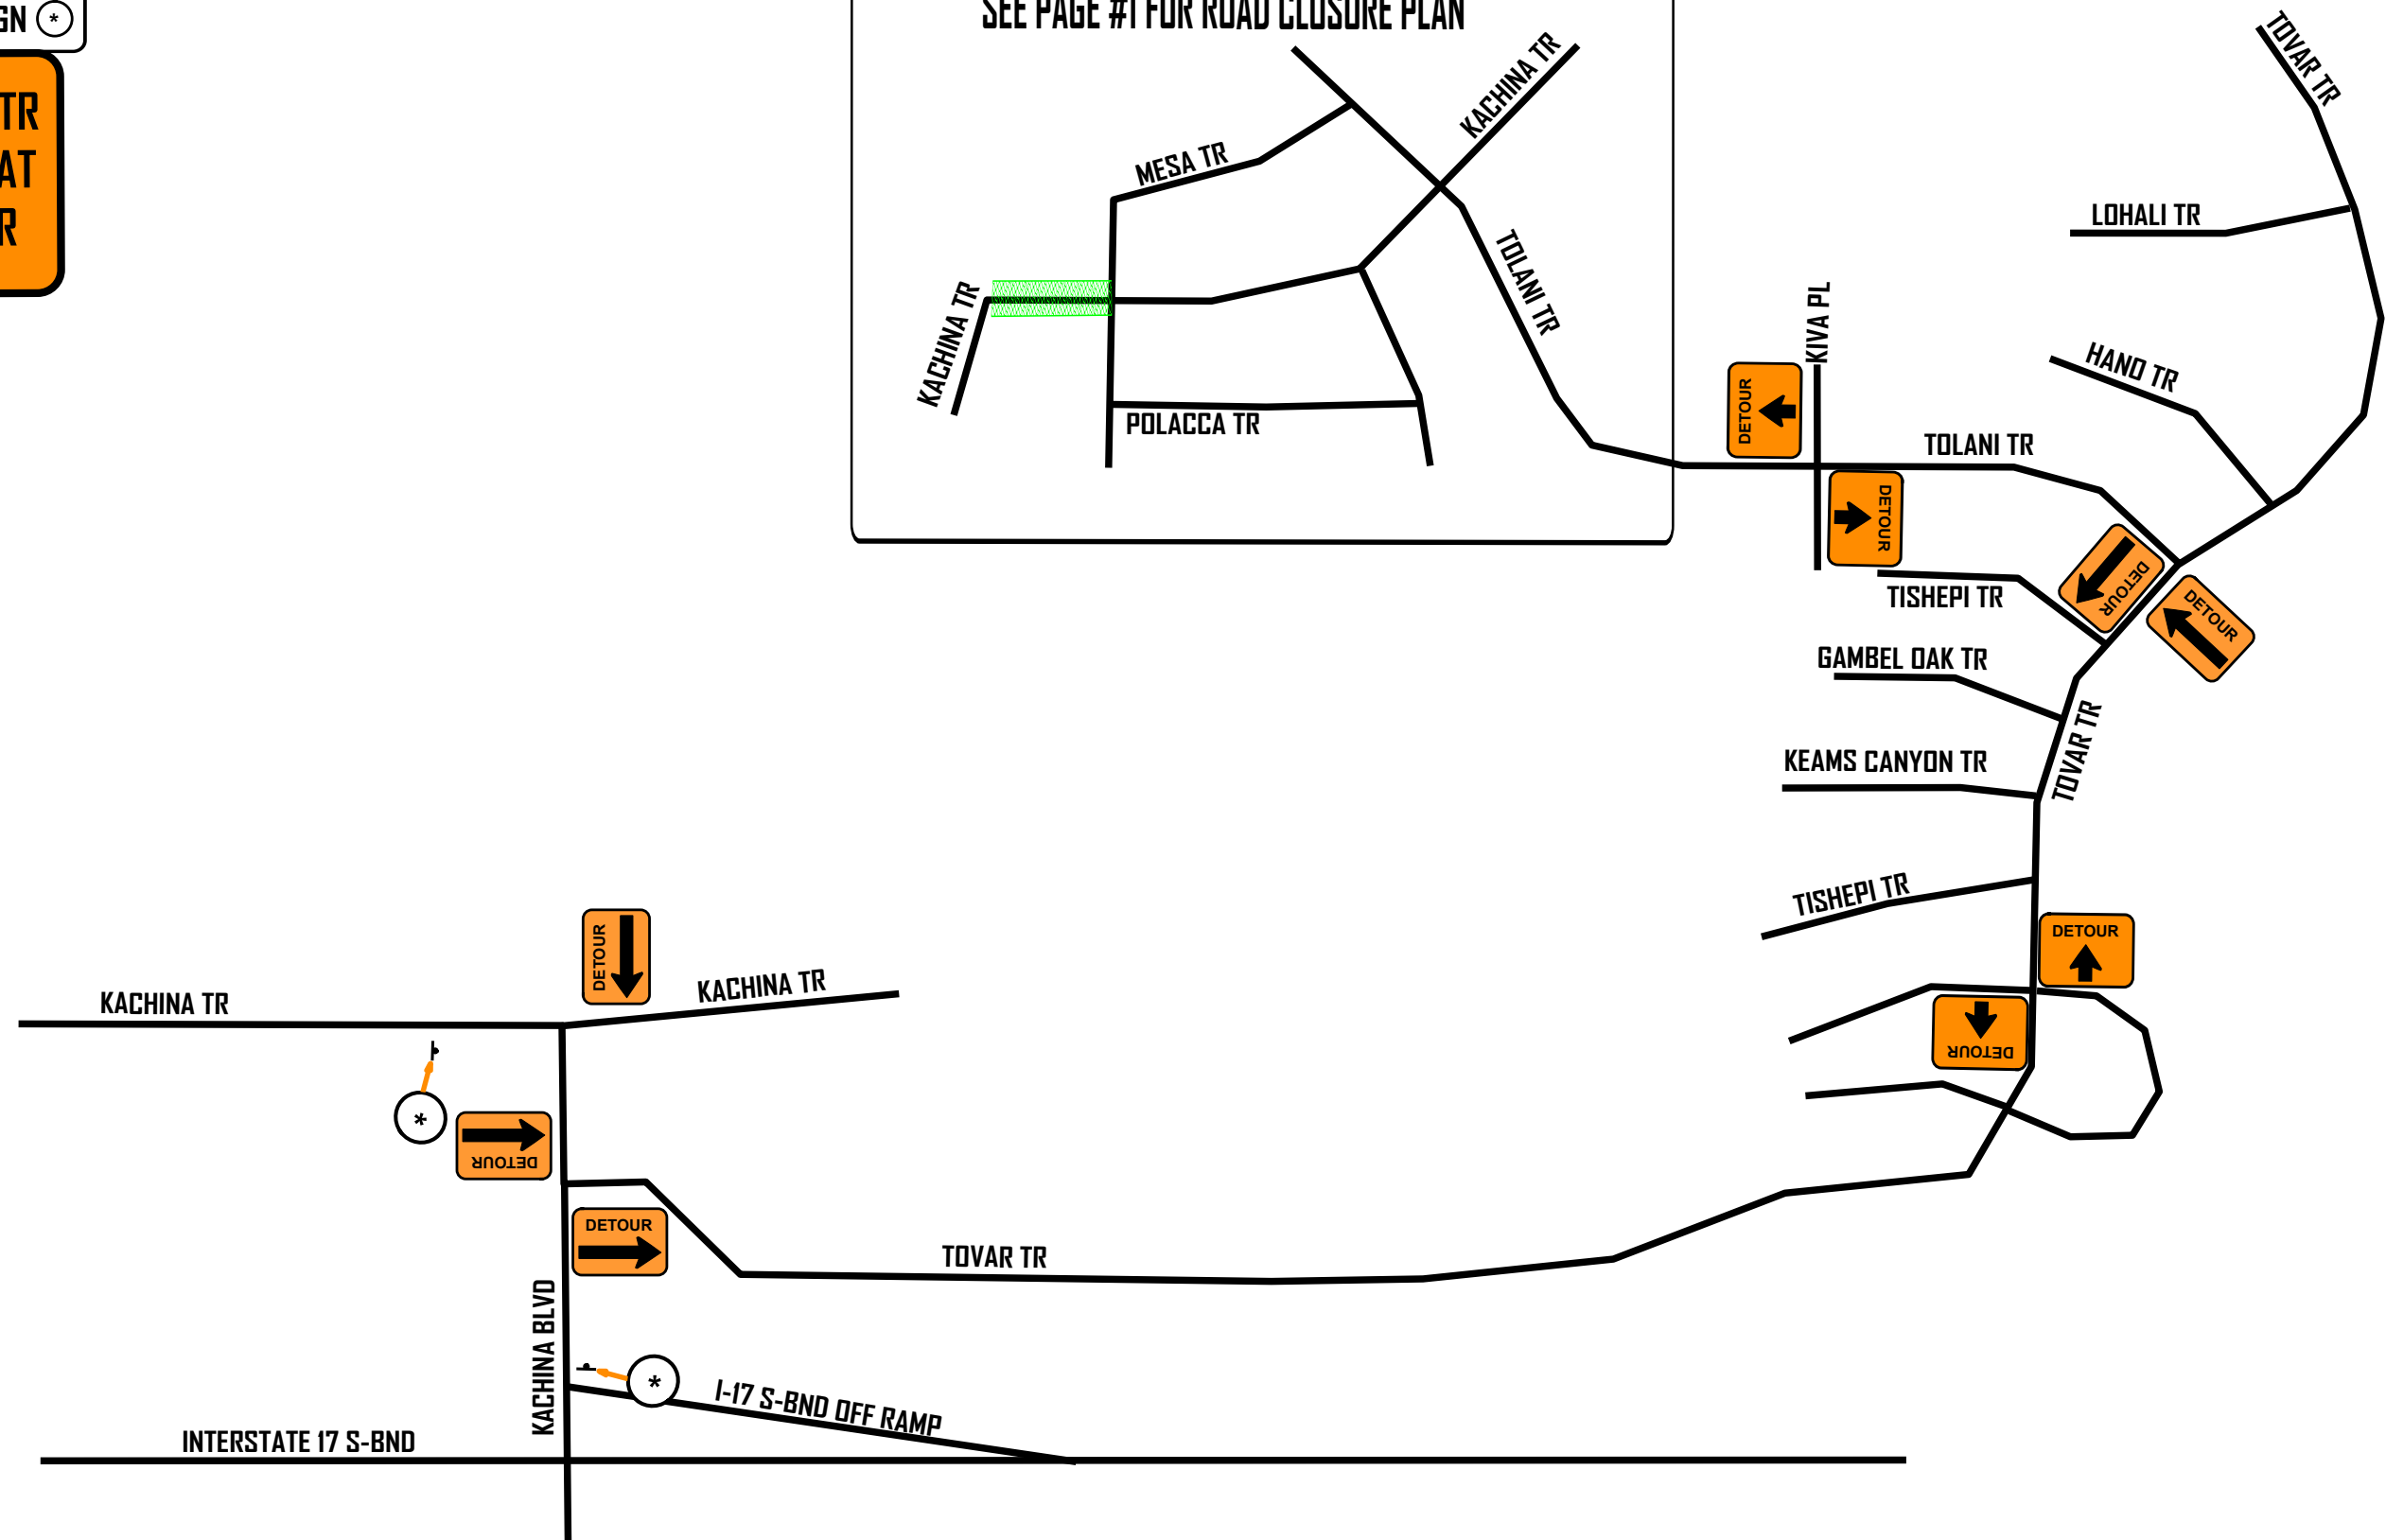 SEE PAGE #1 FOR ROAD CLOSURE PLAN
GN *
TR
AT
R
TOVAR TR
KACHINA TR
MESA TR
LOHALI TR
TOLANI TR
KACHINA TR
KIVA PL
HANO TR
DETOUR
POLACCA TR
TOLANI TR
DETOUR
DETOUR
TISHEPI TR
DETOUR
GAMBEL OAK TR
TOVAR TR
KEAMS CANYON TR
TISHEPI TR
DETOUR
DETOUR
KACHINA TR
KACHINA TR
DETOUR
*
DETOUR
DETOUR
TOVAR TR
KACHINA BLVD
*
I-17 S-BND OFF RAMP
INTERSTATE 17 S-BND